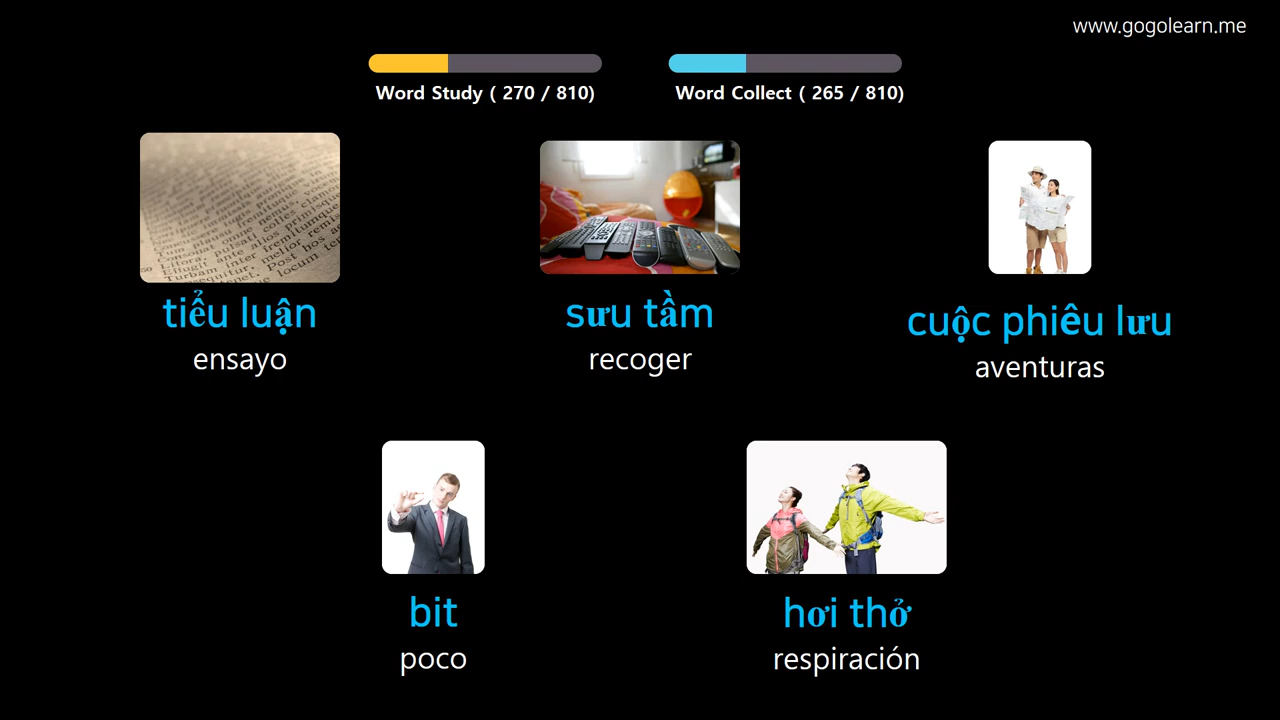 www.gogolearn.me
Word Study ( 270 / 810)
Word Collect ( 265 / 810)
tiểu luận
ensayo
sưu tầm
recoger
cuộc phiêu lưu
aventuras
bit
poco
hơi thở
respiración